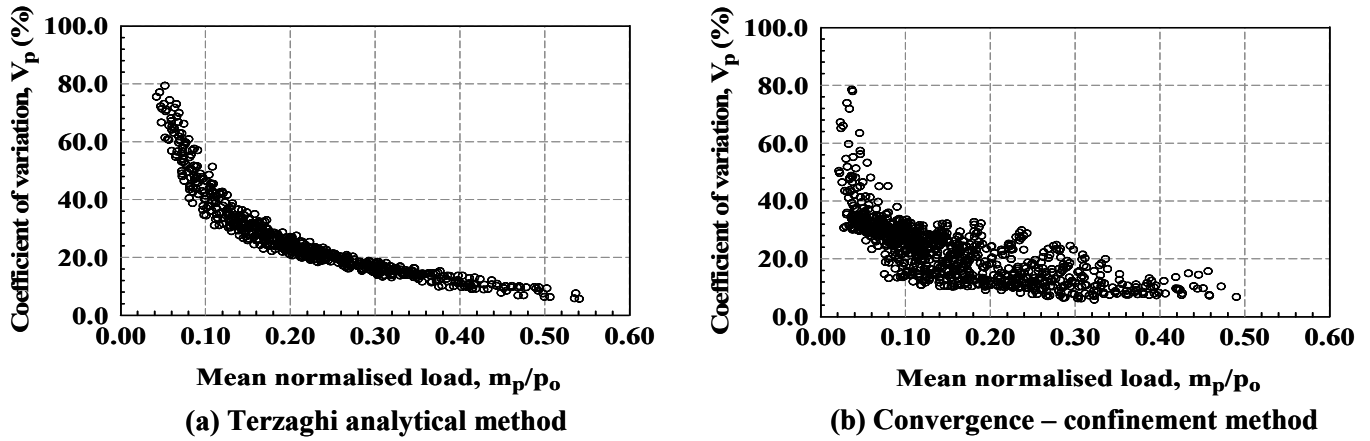 Coefficient of variation, Vp (%)
100.0
80.0
60.0
40.0
20.0
0.0
0.00 0.10 0.20 0.30 0.40 0.50 0.60
Mean normalised load, mp/po
(a) Terzaghi analytical method
Coefficient of variation, Vp (%)
100.0
80.0
60.0
40.0
20.0
0.0
0.00 0.10 0.20 0.30 0.40 0.50 0.60
Mean normalised load, mp/po
(b) Convergence – confinement method